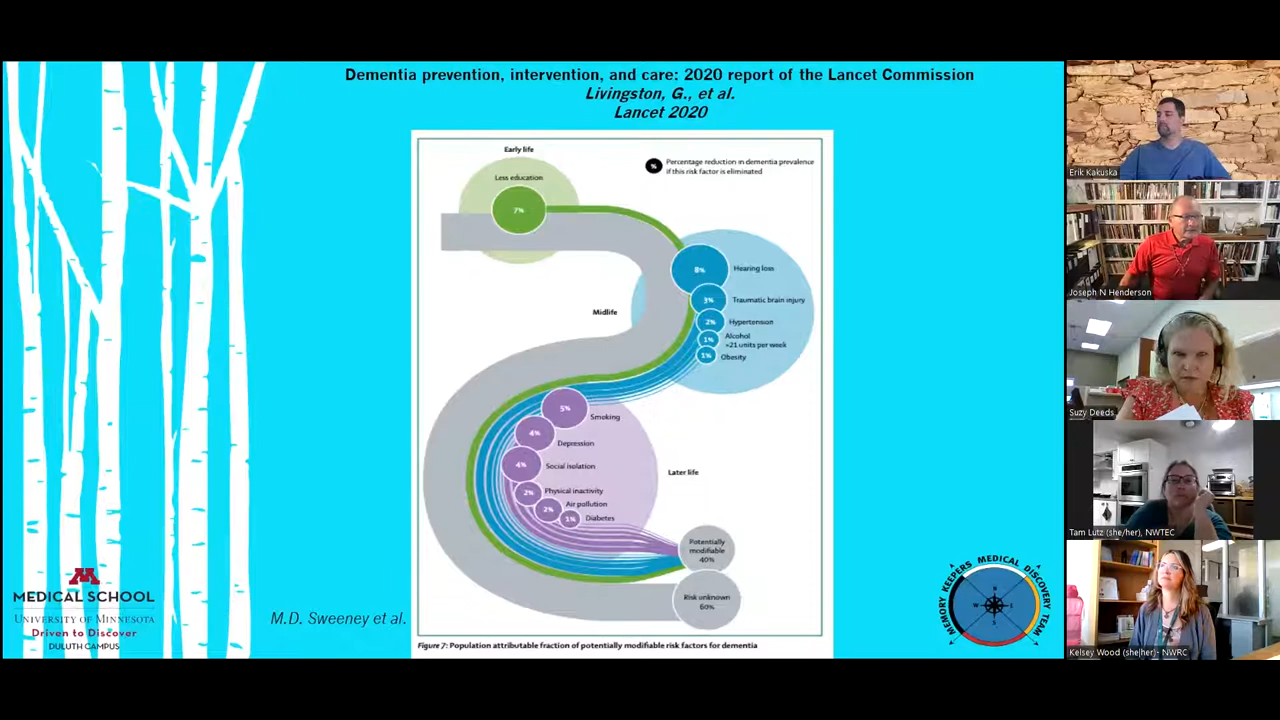 Dementia prevention, intervention, and care: 2020 report of the Lancet Commission
Livingston, G., et al.
Lancet 2020
Early life
Less education
7%
%
Percentage reduction in dementia prevalence
if this risk factor is eliminated
8%
Hearing loss
3%
Traumatic brain injury
Midlife
2%
Hypertension
1%
Alcohol
>21 units per week
1%
Obesity
5%
Smoking
4%
Depression
4%
Social isolation
Later life
2%
Physical inactivity
2%
Air pollution
1%
Diabetes
Potentially
modifiable
40%
Risk unknown
60%
Figure 7: Population attributable fraction of potentially modifiable risk factors for dementia
M.D. Sweeney et al.
M
MEDICAL SCHOOL
UNIVERSITY OF MINNESOTA
Driven to Discover
DULUTH CAMPUS
MEMORY KEEPERS MEDICAL DISCOVERY TEAM
N
W
E
S
Erik Kakuska
Joseph N Henderson
Suzy Deeds
Tam Lutz (she/her), NWTEC
Kelsey Wood (she|her) - NWRC